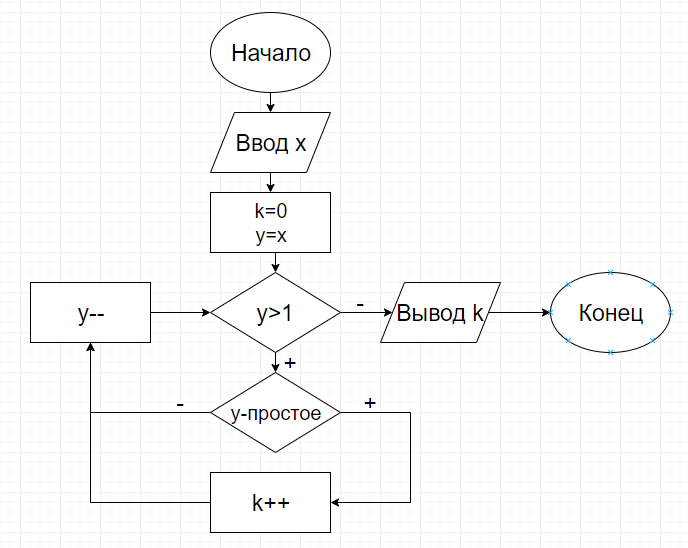 Начало
Ввод x
k=0
y=x
y--
y>1
-
Вывод k
Конец
+
-
y-простое
+
k++